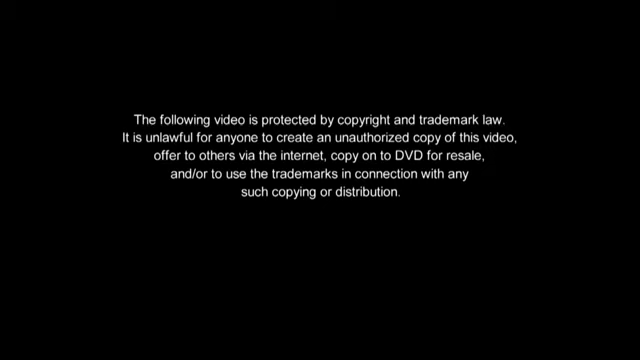 The following video is protected by copyright and trademark law.
It is unlawful for anyone to create an unauthorized copy of this video,
offer to others via the internet, copy on to DVD for resale,
and/or to use the trademarks in connection with any
such copying or distribution.